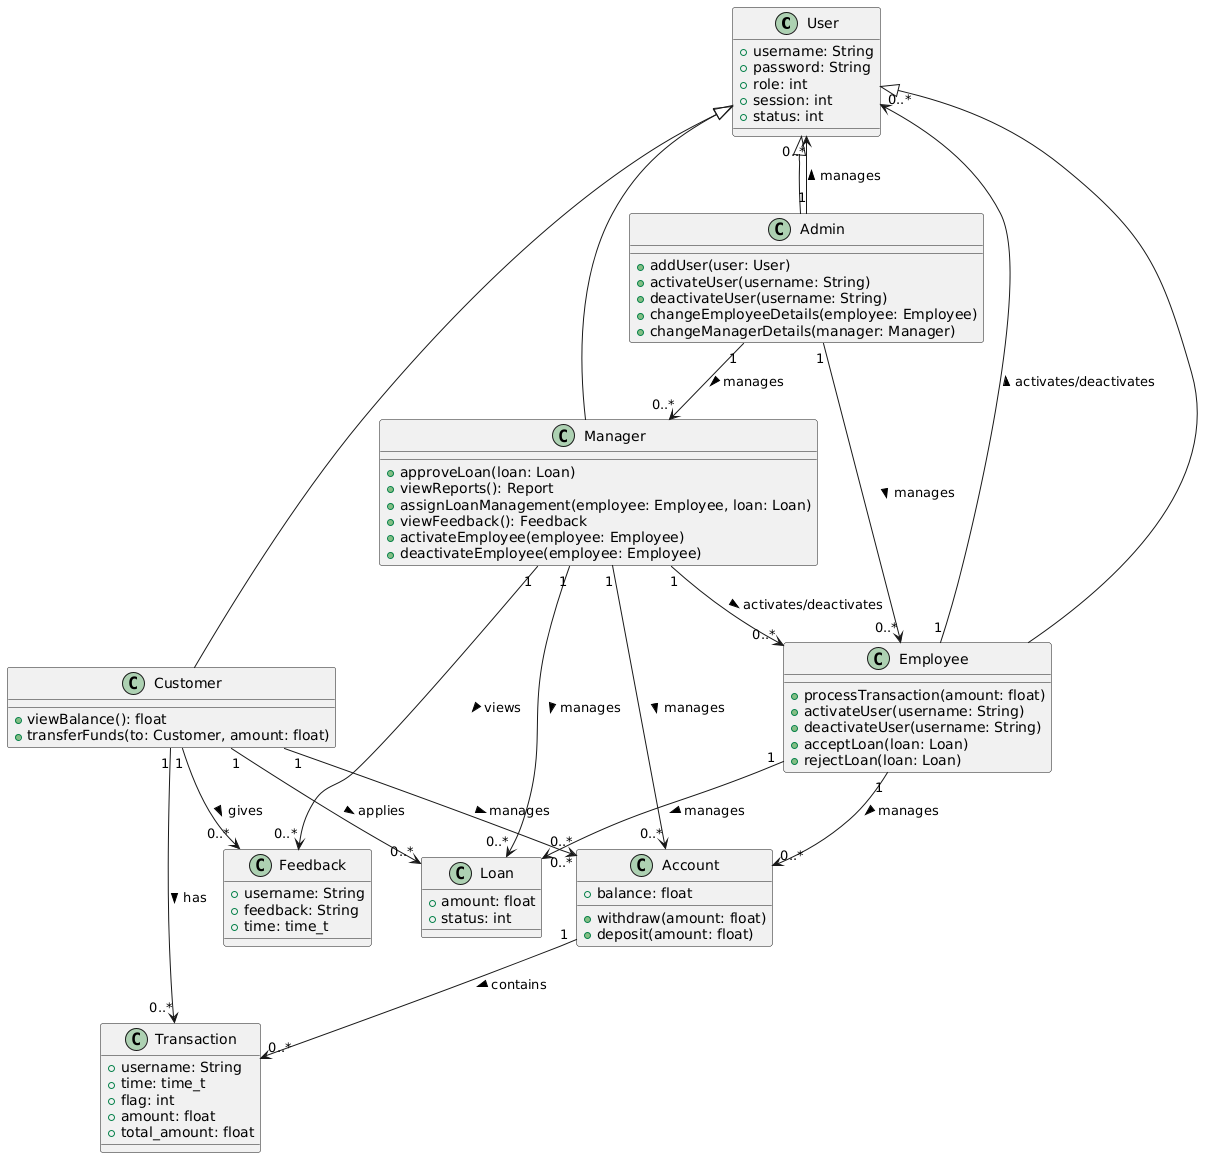 C User
username: String
password: String
role: int
session: int
status: int
0..*
0..*
manages
1
C Admin
addUser(user: User)
activateUser(username: String)
deactivateUser(username: String)
changeEmployeeDetails(employee: Employee)
changeManagerDetails(manager: Manager)
1
1
manages
activates/deactivates
0..*
C Manager
approveLoan(loan: Loan)
viewReports(): Report
assignLoanManagement(employee: Employee, loan: Loan)
viewFeedback(): Feedback
activateEmployee(employee: Employee)
deactivateEmployee(employee: Employee)
manages
1
1
1
1
activates/deactivates
0..*
0..*
1
C Employee
processTransaction(amount: float)
activateUser(username: String)
deactivateUser(username: String)
acceptLoan(loan: Loan)
rejectLoan(loan: Loan)
C Customer
viewBalance(): float
transferFunds(to: Customer, amount: float)
views
manages
manages
1
1
1
1
1
1
gives
applies
manages
manages
manages
0..*
0..*
0..*
0..*
0..*
0..*
0..*
0..*
C Feedback
username: String
feedback: String
time: time_t
C Loan
amount: float
status: int
C Account
balance: float
withdraw(amount: float)
deposit(amount: float)
has
1
contains
0..*
0..*
C Transaction
username: String
time: time_t
flag: int
amount: float
total_amount: float